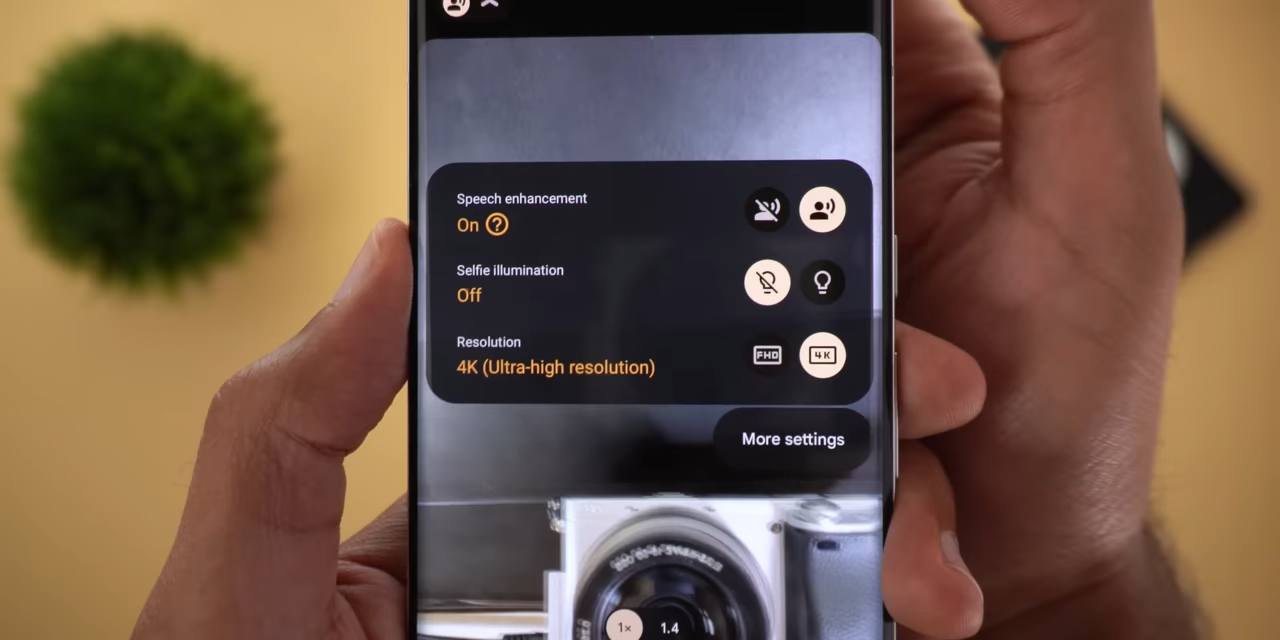 Speech enhancement
On ?
Selfie illumination
Off
Resolution
4K (Ultra-high resolution)
FHD
4K
More settings
1×
1.4